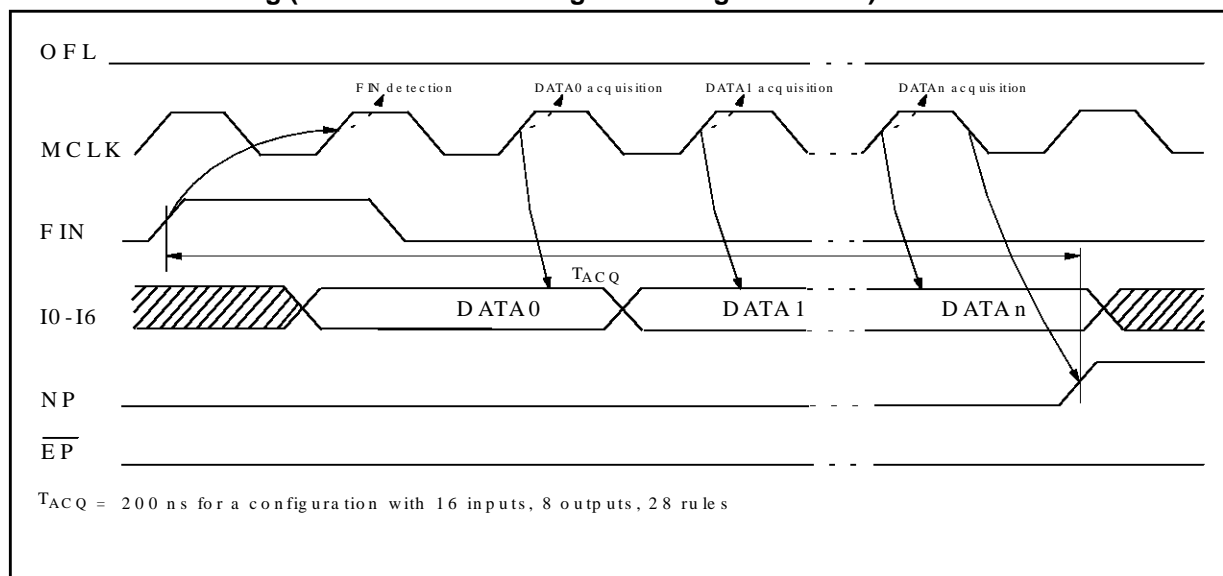 OFL
FIN detection DATA0 acquisition DATA1 acquisition DATAn acquisition
MCLK
FIN
TACQ
I0-I6 DATA0 DATA1 DATAn
NP
EP
TACQ = 200 ns for a configuration with 16 inputs, 8 outputs, 28 rules